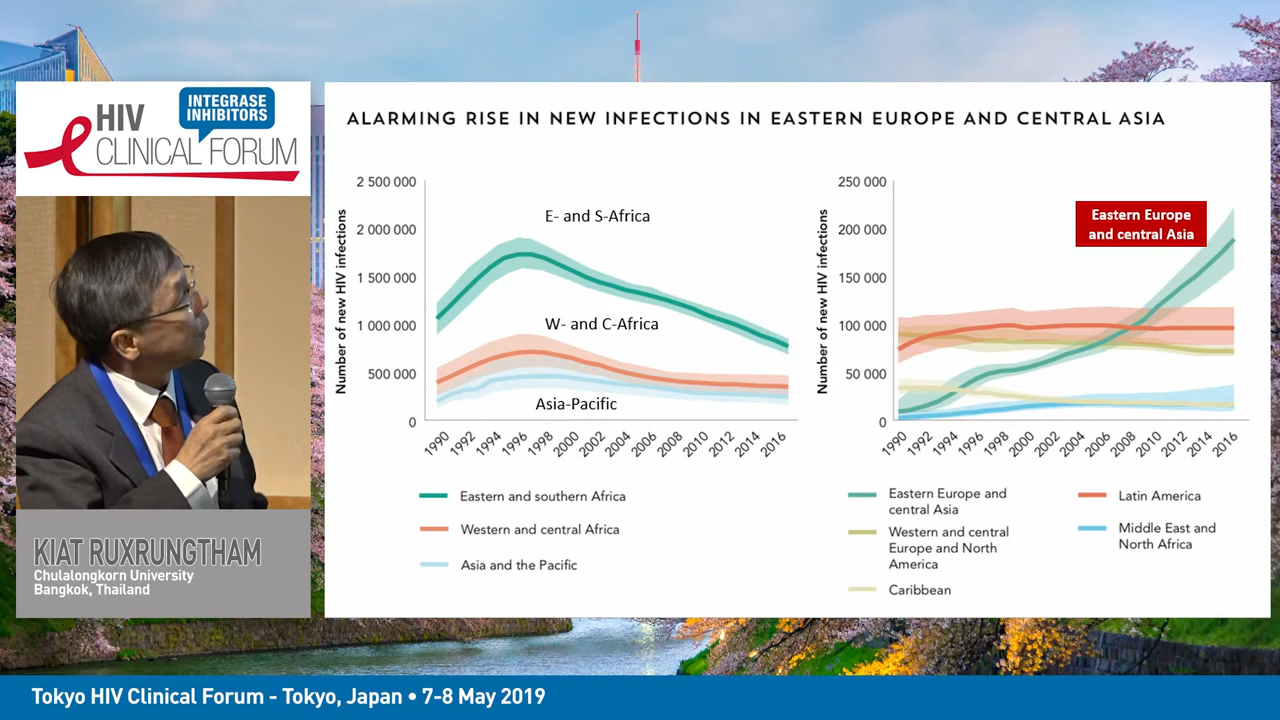 HIV
CLINICAL FORUM
INTEGRASE
INHIBITORS
KIAT RUXRUNGTHAM
Chulalongkorn University
Bangkok, Thailand
ALARMING RISE IN NEW INFECTIONS IN EASTERN EUROPE AND CENTRAL ASIA
Number of new HIV infections
2 500 000
2 000 000
1 500 000
1 000 000
500 000
0
E- and S-Africa
W- and C-Africa
Asia-Pacific
1990 1992 1994 1996 1998 2000 2002 2004 2006 2008 2010 2012 2014 2016
Eastern and southern Africa
Western and central Africa
Asia and the Pacific
Number of new HIV infections
250 000
200 000
150 000
100 000
50 000
0
Eastern Europe
and central Asia
1990 1992 1994 1996 1998 2000 2002 2004 2006 2008 2010 2012 2014 2016
Eastern Europe and
central Asia
Western and central
Europe and North
America
Caribbean
Latin America
Middle East and
North Africa
Tokyo HIV Clinical Forum - Tokyo, Japan • 7-8 May 2019